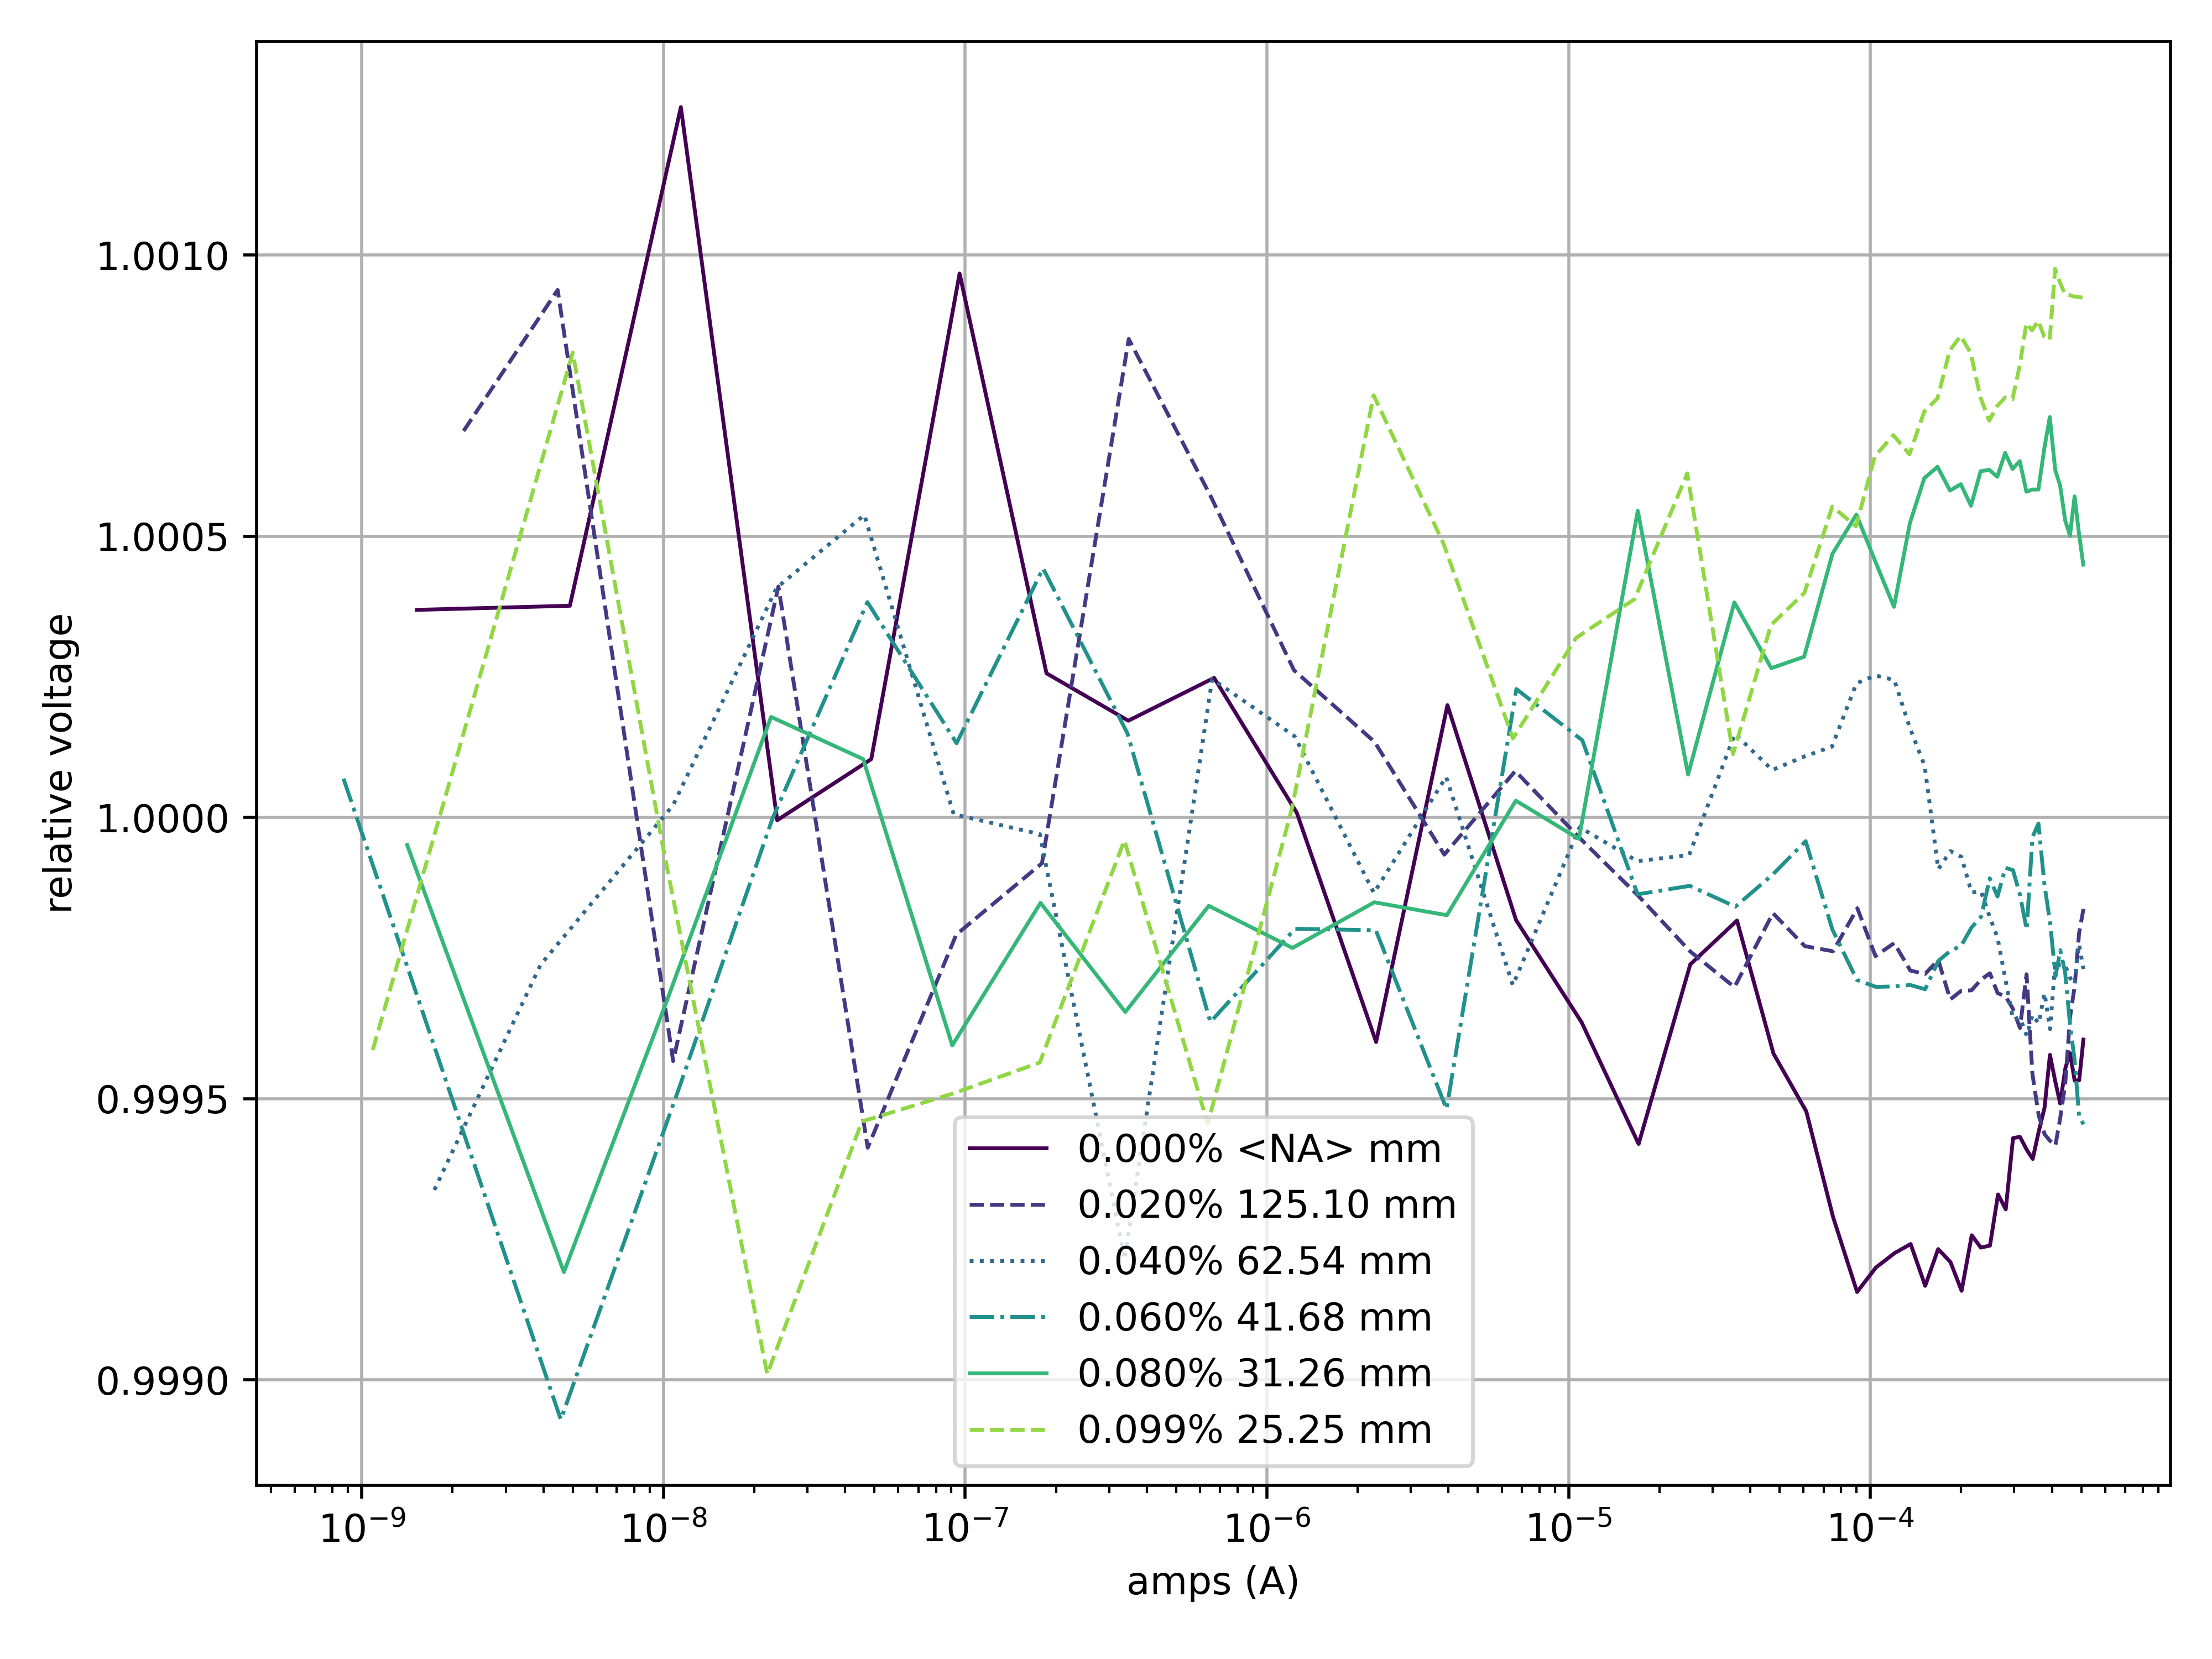 1.0010
1.0005
1.0000
0.9995
0.9990
relative voltage
0.000% <NA> mm
0.020% 125.10 mm
0.040% 62.54 mm
0.060% 41.68 mm
0.080% 31.26 mm
0.099% 25.25 mm
10⁻⁹ 10⁻⁸ 10⁻⁷ 10⁻⁶ 10⁻⁵ 10⁻⁴
amps (A)